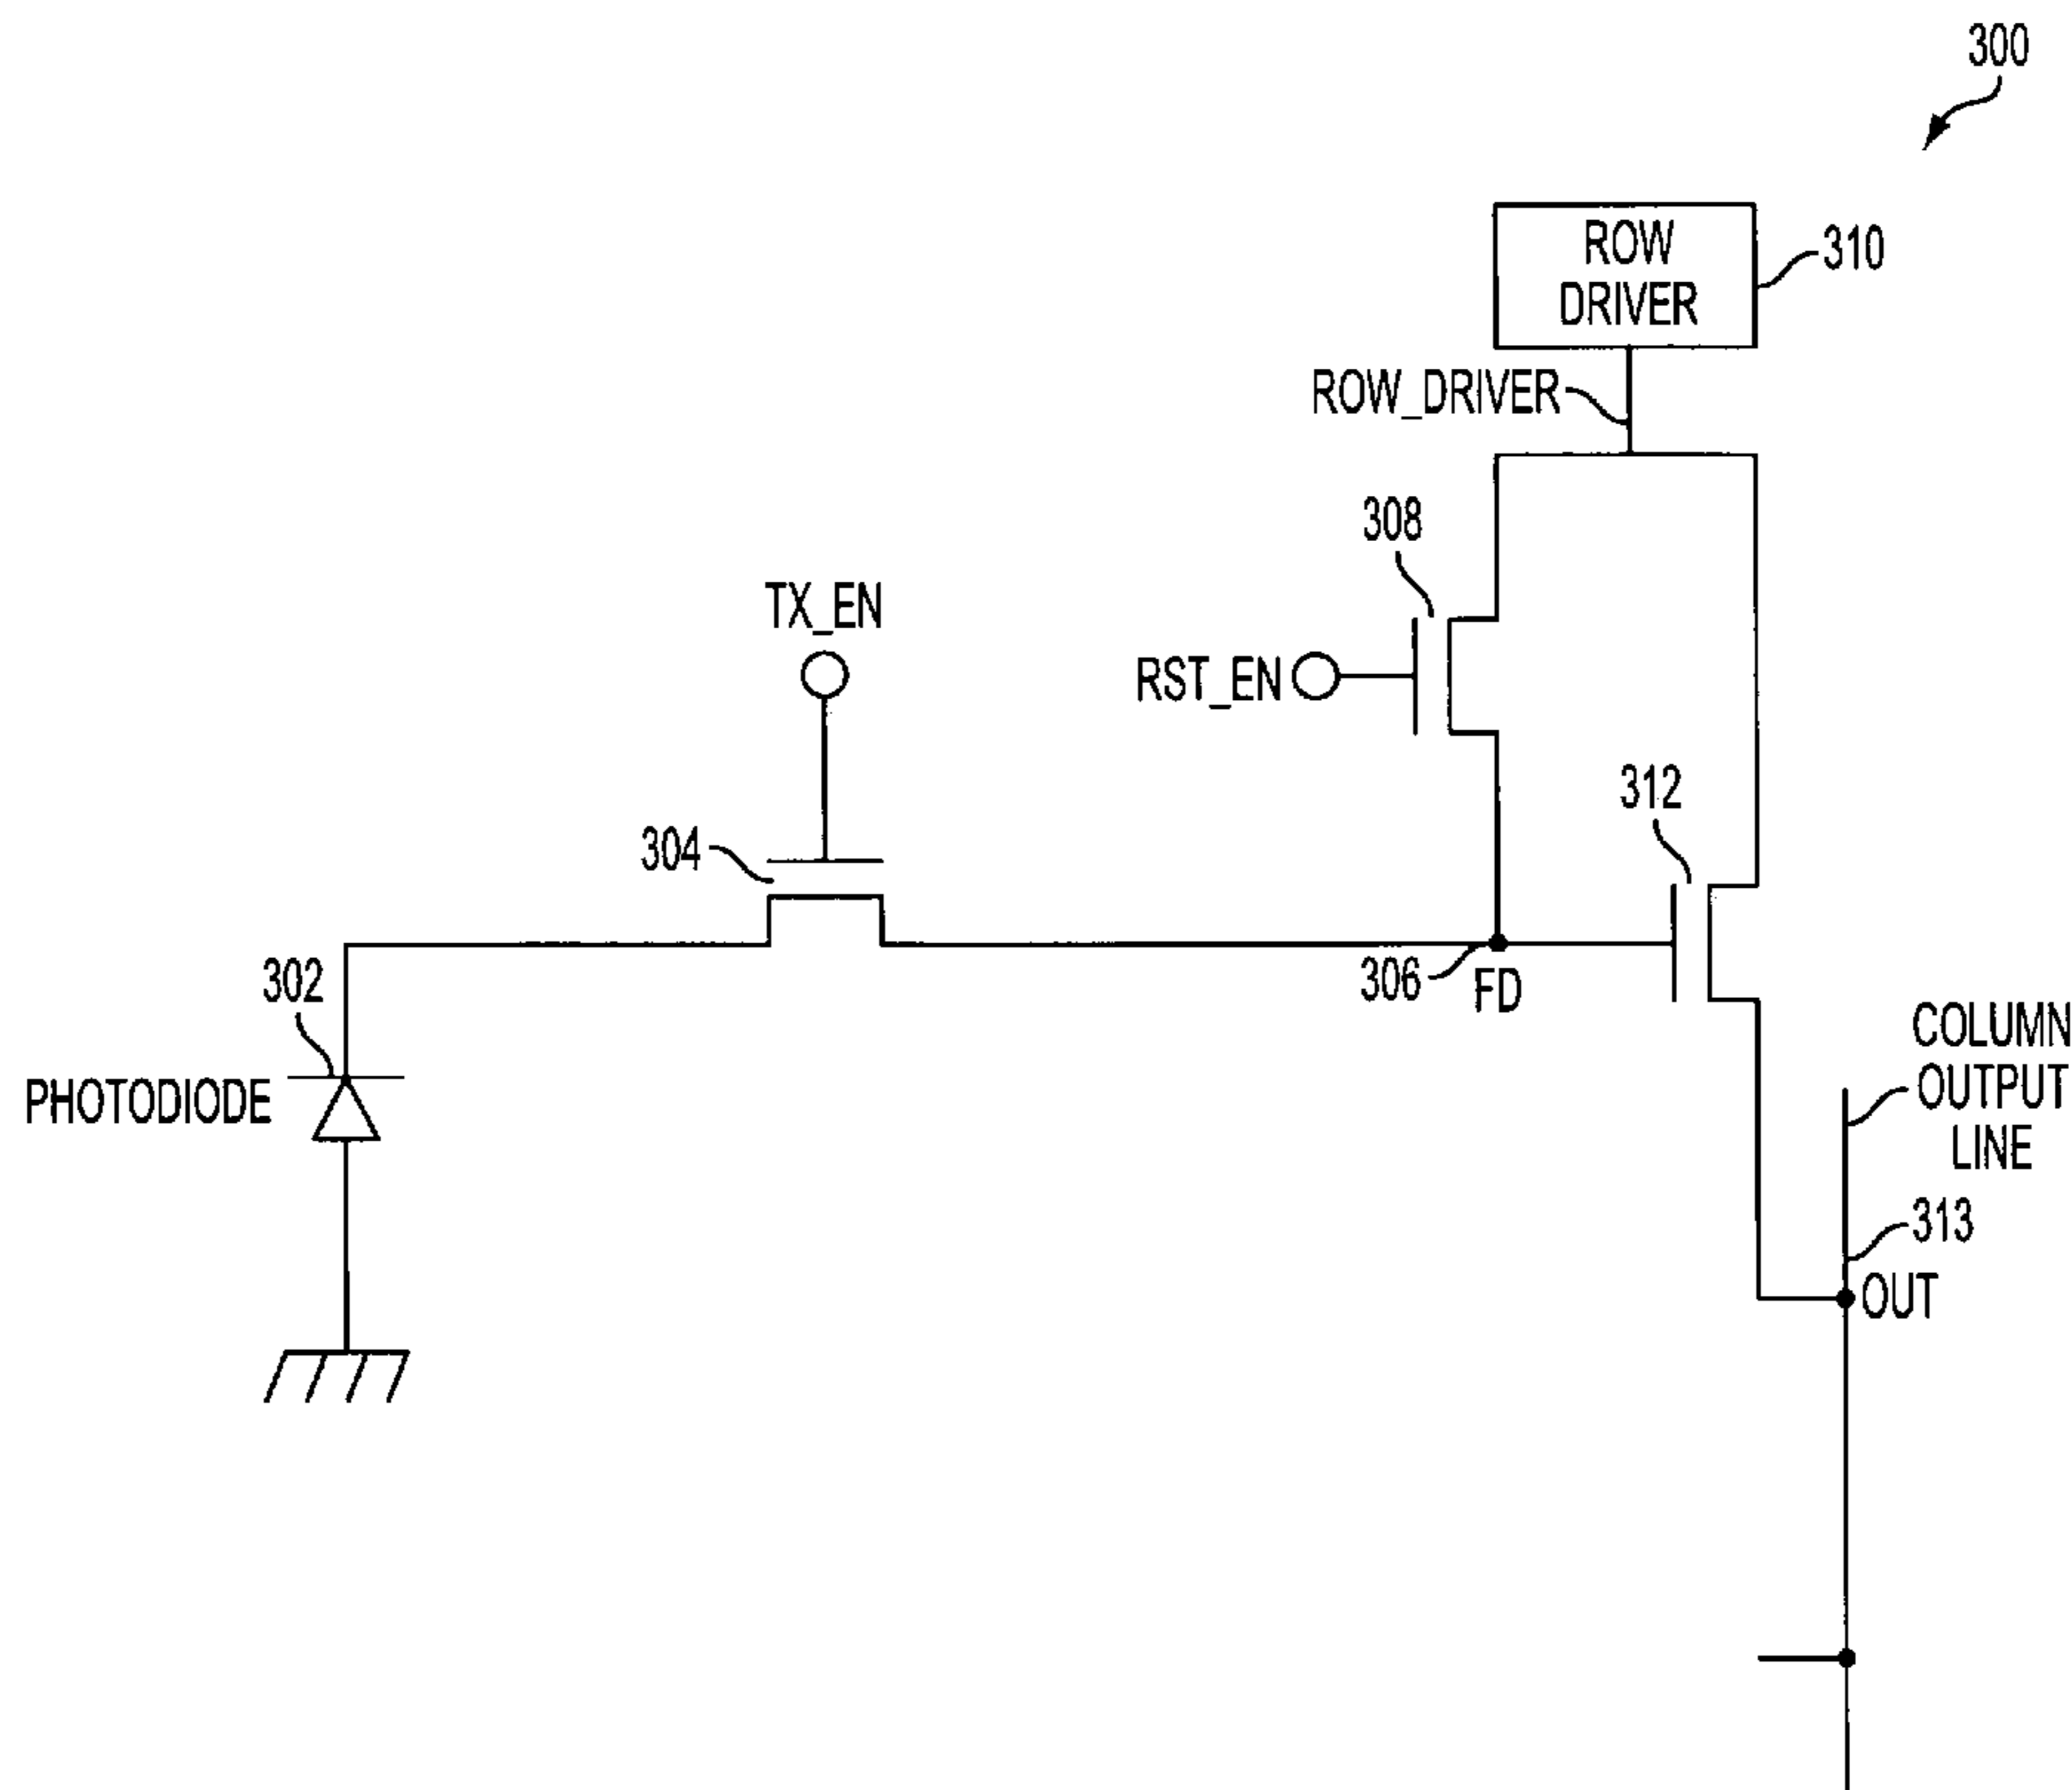 300
ROW
DRIVER
310
ROW_DRIVER
308
TX_EN
RST_EN
312
304
306
FD
302
PHOTODIODE
COLUMN
OUTPUT
LINE
313
OUT